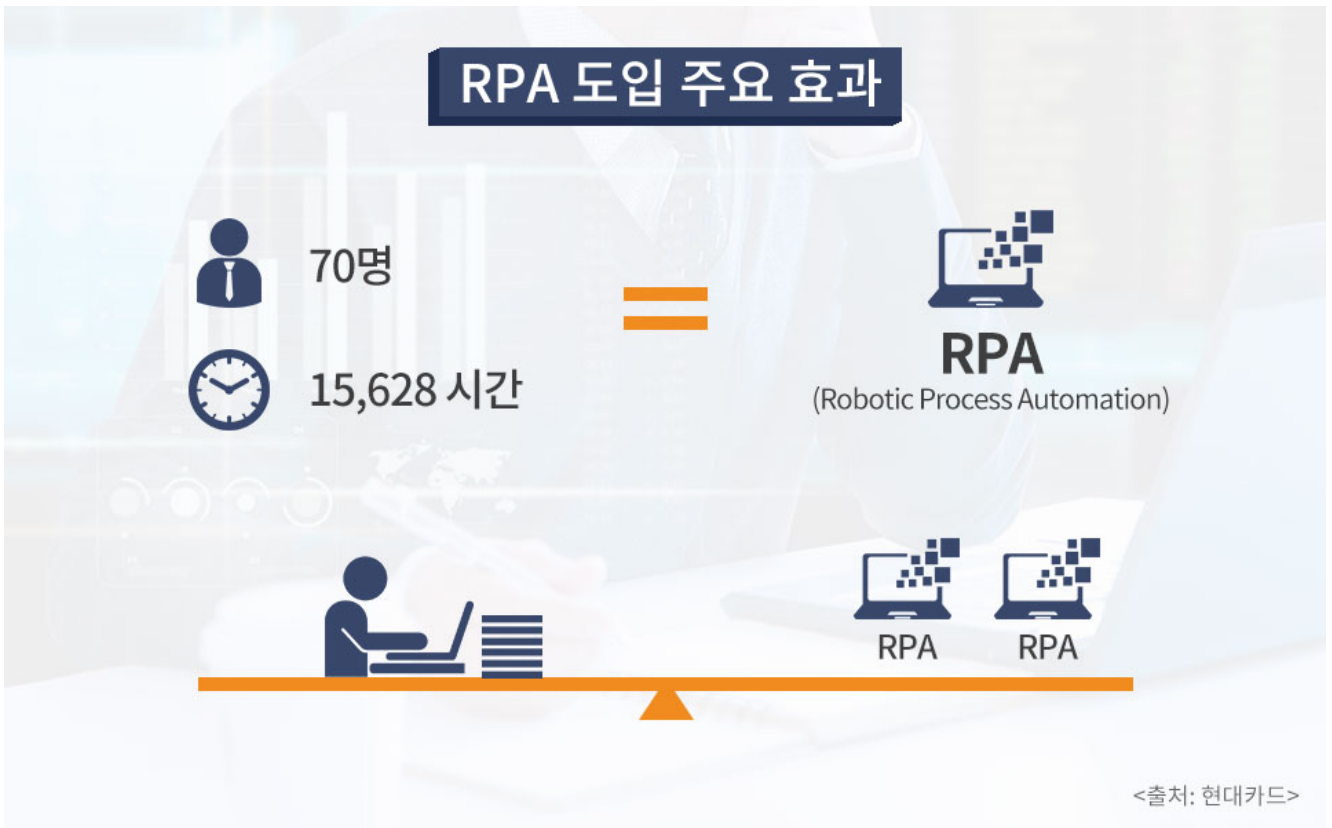 RPA 도입 주요 효과
70명
15,628 시간
RPA
(Robotic Process Automation)
RPA
RPA
<출처: 현대카드>